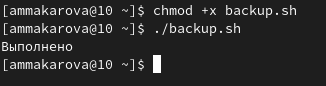 [ammakarova@10 ~]$ chmod +x backup.sh
[ammakarova@10 ~]$ ./backup.sh
Выполнено
[ammakarova@10 ~]$